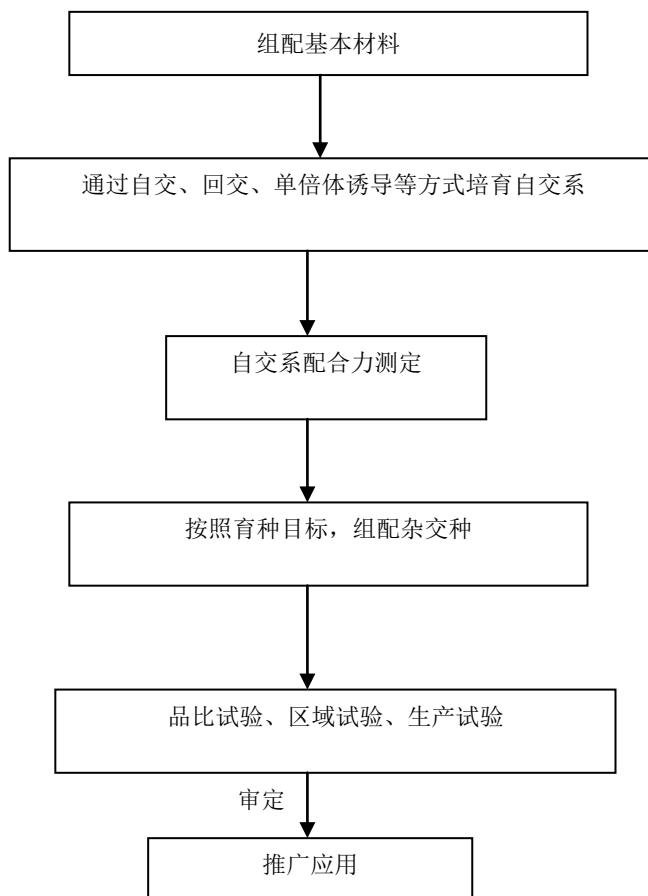 组配基本材料
通过自交、回交、单倍体诱导等方式培育自交系
自交系配合力测定
按照育种目标，组配杂交种
品比试验、区域试验、生产试验
审定
推广应用